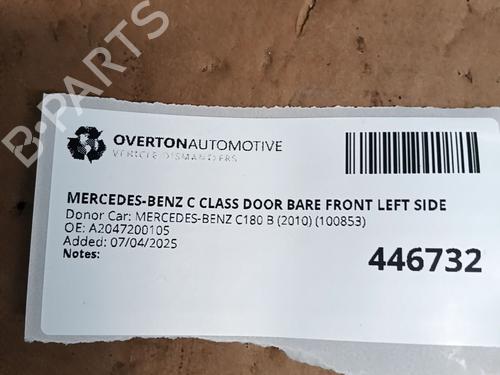 OVERTONAUTOMOTIVE
VEHICLE DISMANTLERS
MERCEDES-BENZ C CLASS DOOR BARE FRONT LEFT SIDE
Donor Car: MERCEDES-BENZ C180 B (2010) (100853)
OE: A2047200105
Added: 07/04/2025
Notes:
446732
B-PARTS